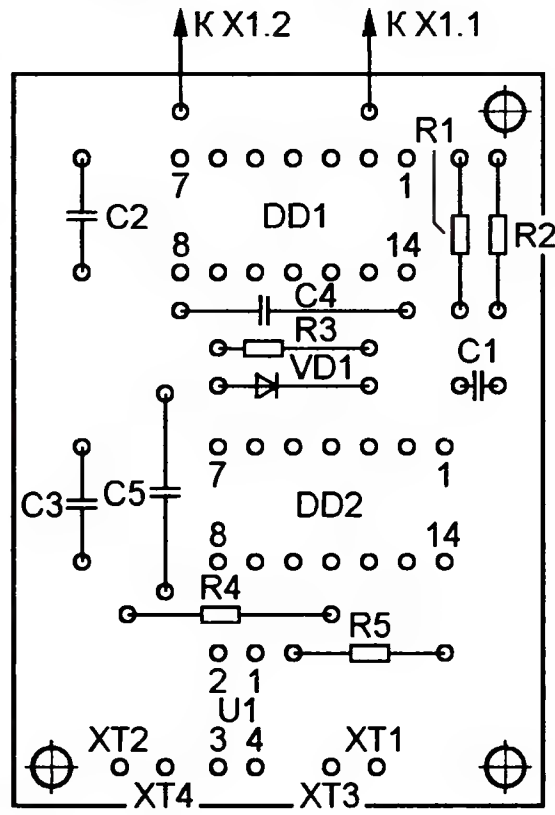 К X1.2 К X1.1
R1
7 1
C2 DD1 R2
8 14
C4
R3
VD1 C1
7 1
C3 C5 DD2
8 14
R4
R5
2 1
U1
XT2 3 4 XT1
XT4 XT3